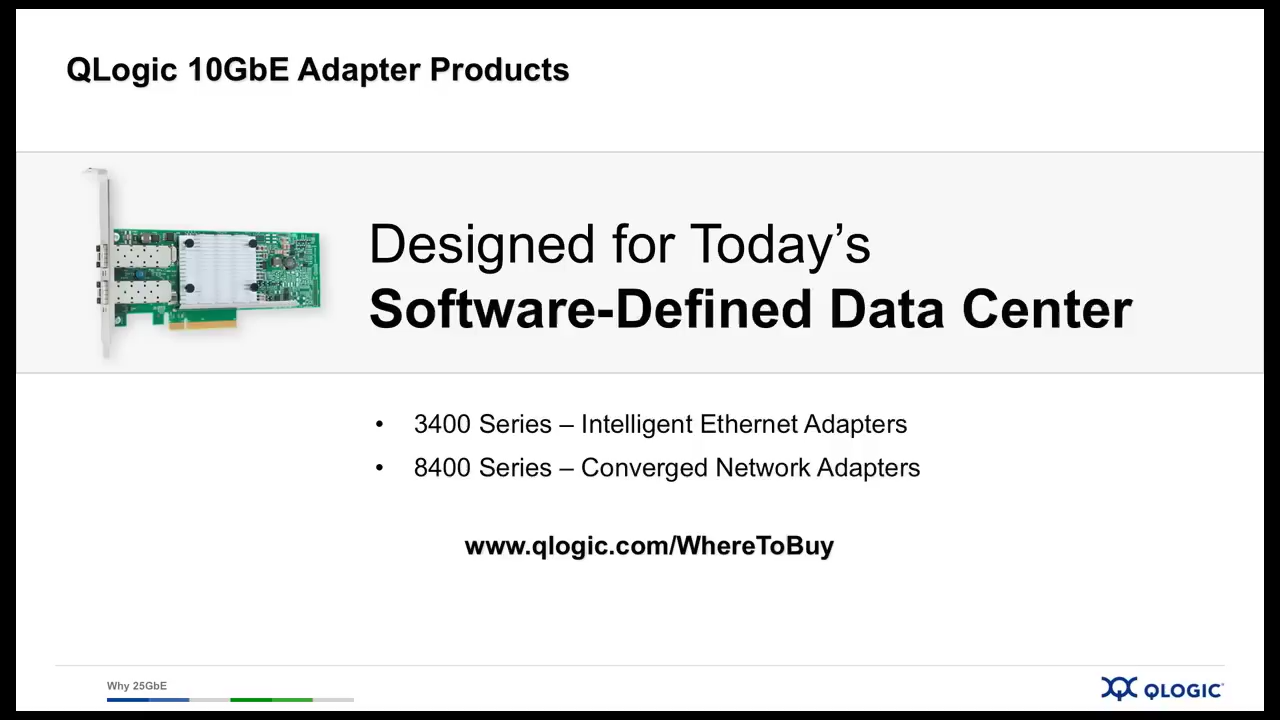 QLogic 10GbE Adapter Products
Designed for Today’s
Software-Defined Data Center
• 3400 Series – Intelligent Ethernet Adapters
• 8400 Series – Converged Network Adapters
www.qlogic.com/WhereToBuy
Why 25GbE
QLOGIC